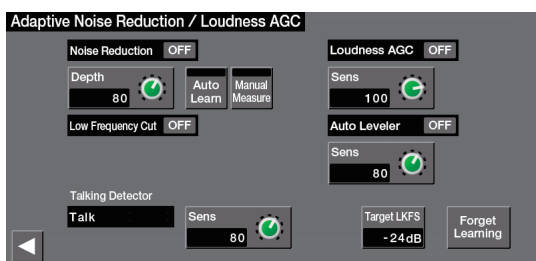 Adaptive Noise Reduction / Loudness AGC
Noise Reduction OFF
Loudness AGC OFF
Depth
80
Auto
Learn
Manual
Measure
Sens
100
Low Frequency Cut OFF
Auto Leveler OFF
Sens
80
Talking Detector
Talk
Sens
80
Target LKFS
-24dB
Forget
Learning